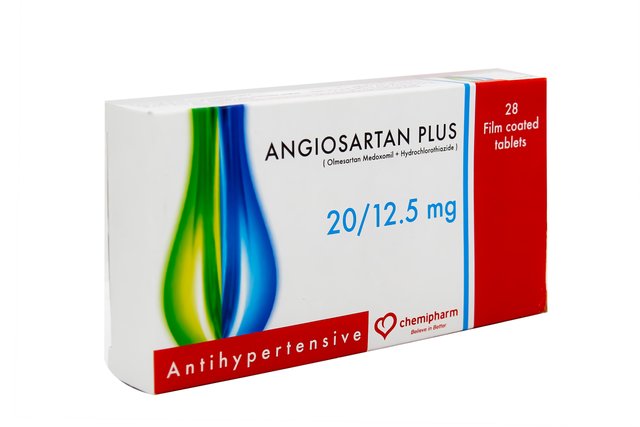 28
Film coated
tablets
ANGIOSARTAN PLUS
( Olmesartan Medoxomil + Hydrochlorothiazide )
20/12.5 mg
chemipharm
Believe in Better
Antihypertensive